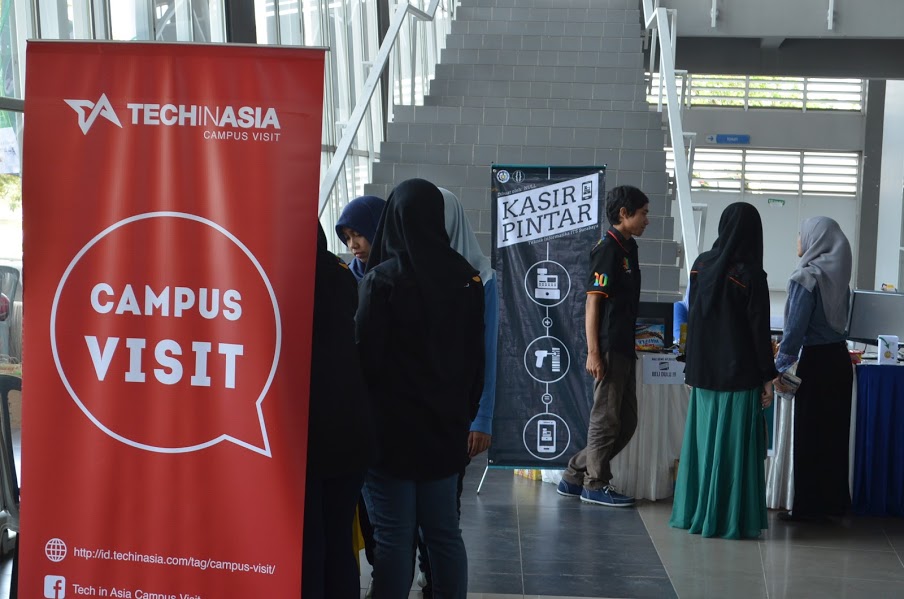 TECHINASIA
CAMPUS VISIT
CAMPUS
VISIT
http://id.techinasia.com/tag/campus-visit/
Tech in Asia Campus Visit
KASIR
PINTAR
20